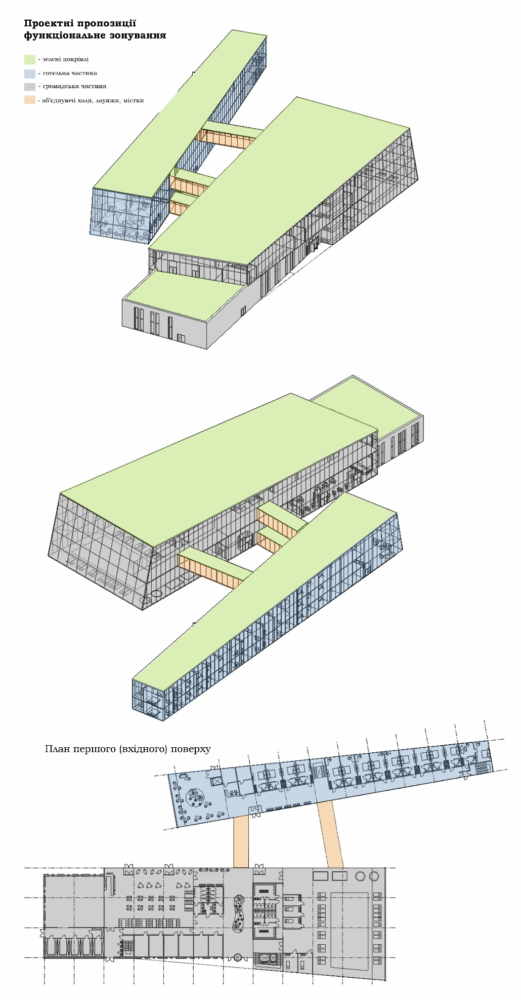 Проектні пропозиції
функціональне зонування
- зелені покрівлі
- готельна частина
- громадська частина
- об'єднуючі холи, лаунжи, містки
План першого (вхідного) поверху